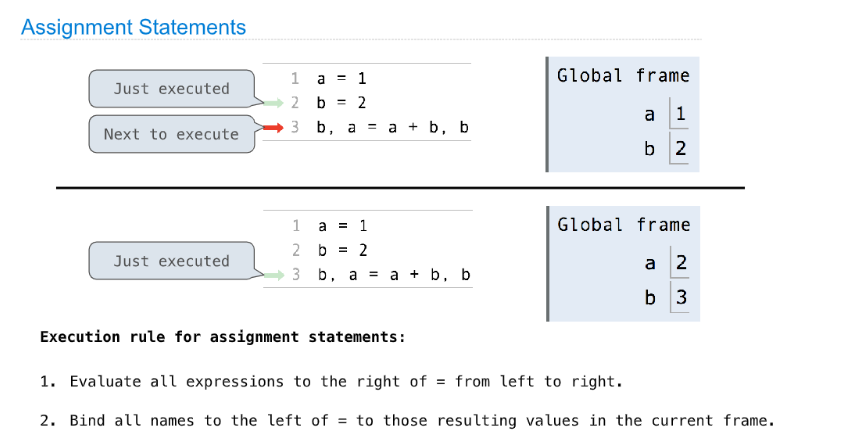 Assignment Statements
Just executed
Next to execute
1 a = 1
2 b = 2
3 b, a = a + b, b
Global frame
a 1
b 2
Just executed
1 a = 1
2 b = 2
3 b, a = a + b, b
Global frame
a 2
b 3
Execution rule for assignment statements:
1. Evaluate all expressions to the right of = from left to right.
2. Bind all names to the left of = to those resulting values in the current frame.